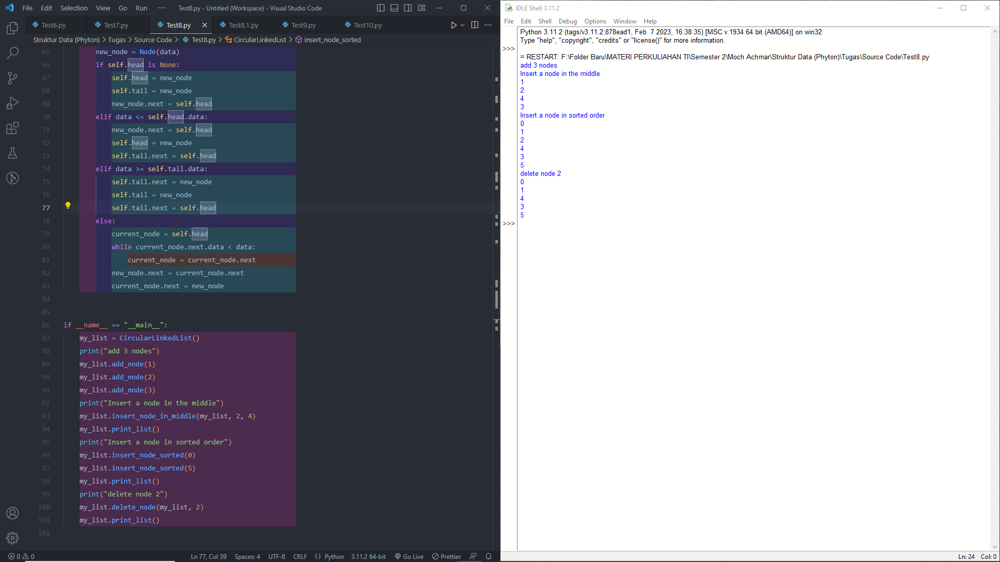 File Edit Selection View Go Run ··· Test8.py - Untitled (Workspace) - Visual Studio Code
Test6.py Test7.py Test8.py Test8.1.py Test9.py Test10.py
Struktur Data (Phyton) > Tugas > Source Code > Test8.py > CircularLinkedList > insert_node_sorted
65 new_node = Node(data)
66 if self.head is None:
67 self.head = new_node
68 self.tail = new_node
69 new_node.next = self.head
70 elif data <= self.head.data:
71 new_node.next = self.head
72 self.head = new_node
73 self.tail.next = self.head
74 elif data >= self.tail.data:
75 self.tail.next = new_node
76 self.tail = new_node
77 self.tail.next = self.head
78 else:
79 current_node = self.head
80 while current_node.next.data < data:
81 current_node = current_node.next
82 new_node.next = current_node.next
83 current_node.next = new_node
84
85
86 if __name__ == "__main__":
87 my_list = CircularLinkedList()
88 print("add 3 nodes")
89 my_list.add_node(1)
90 my_list.add_node(2)
91 my_list.add_node(3)
92 print("Insert a node in the middle")
93 my_list.insert_node_in_middle(my_list, 2, 4)
94 my_list.print_list()
95 print("Insert a node in sorted order")
96 my_list.insert_node_sorted(0)
97 my_list.insert_node_sorted(5)
98 my_list.print_list()
99 print("delete node 2")
100 my_list.delete_node(my_list, 2)
101 my_list.print_list()
102
0 0 Ln 77, Col 39 Spaces: 4 UTF-8 CRLF {} Python 3.11.2 64-bit Go Live Prettier
IDLE Shell 3.11.2
File Edit Shell Debug Options Window Help
Python 3.11.2 (tags/v3.11.2:878ead1, Feb  7 2023, 16:38:35) [MSC v.1934 64 bit (AMD64)] on win32
Type "help", "copyright", "credits" or "license()" for more information.
>>>
= RESTART: F:\Folder Baru\MATERI PERKULIAHAN TI\Semester 2\Moch Achmar\Struktur Data (Phyton)\Tugas\Source Code\Test8.py
add 3 nodes
Insert a node in the middle
1
2
4
3
Insert a node in sorted order
0
1
2
4
3
5
delete node 2
0
1
4
3
5
>>>
Ln: 24 Col: 0